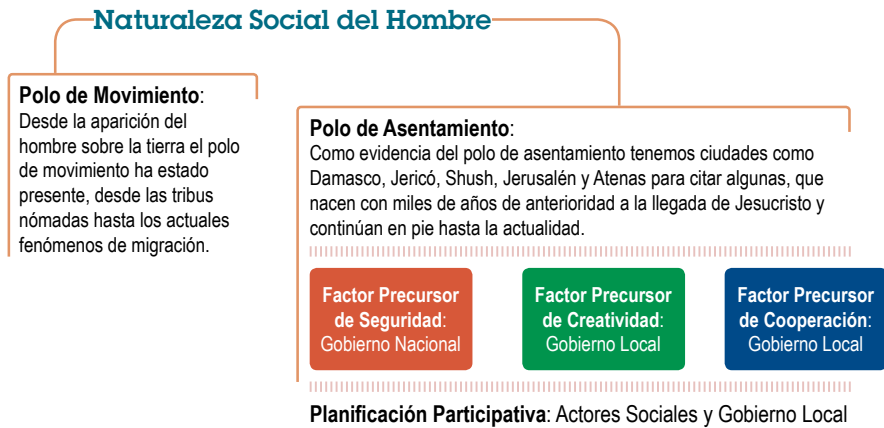 Naturaleza Social del Hombre
Polo de Movimiento:
Desde la aparición del
hombre sobre la tierra el polo
de movimiento ha estado
presente, desde las tribus
nómadas hasta los actuales
fenómenos de migración.
Polo de Asentamiento:
Como evidencia del polo de asentamiento tenemos ciudades como
Damasco, Jericó, Shush, Jerusalén y Atenas para citar algunas, que
nacen con miles de años de anterioridad a la llegada de Jesucristo y
continúan en pie hasta la actualidad.
Factor Precursor
de Seguridad:
Gobierno Nacional
Factor Precursor
de Creatividad:
Gobierno Local
Factor Precursor
de Cooperación:
Gobierno Local
Planificación Participativa: Actores Sociales y Gobierno Local